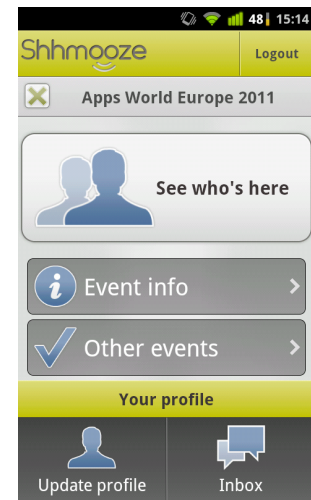 48 15:14
Shhmooze
Logout
Apps World Europe 2011
See who's here
Event info
Other events
Your profile
Update profile
Inbox